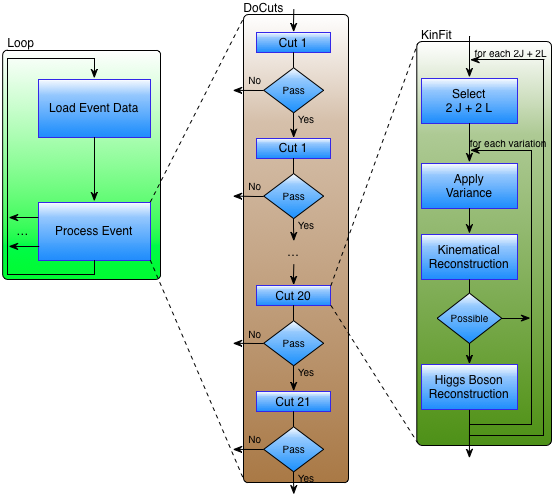 Loop
Load Event Data
Process Event
...
DoCuts
Cut 1
No
Pass
Yes
Cut 1
No
Pass
Yes
...
Cut 20
No
Pass
Yes
Cut 21
No
Pass
Yes
KinFit
for each 2J + 2L
Select
2 J + 2 L
for each variation
Apply
Variance
Kinematical
Reconstruction
Possible
Higgs Boson
Reconstruction